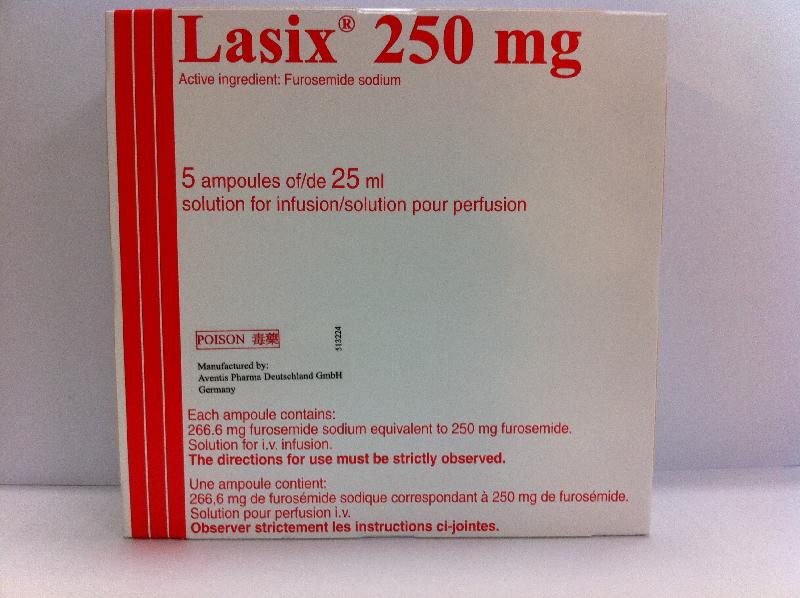 Lasix® 250 mg
Active ingredient: Furosemide sodium
5 ampoules of/de 25 ml
solution for infusion/solution pour perfusion
POISON 毒藥
513224
Manufactured by:
Aventis Pharma Deutschland GmbH
Germany
Each ampoule contains:
266.6 mg furosemide sodium equivalent to 250 mg furosemide.
Solution for i.v. infusion.
The directions for use must be strictly observed.
Une ampoule contient:
266,6 mg de furosémide sodique correspondant à 250 mg de furosémide.
Solution pour perfusion i.v.
Observer strictement les instructions ci-jointes.